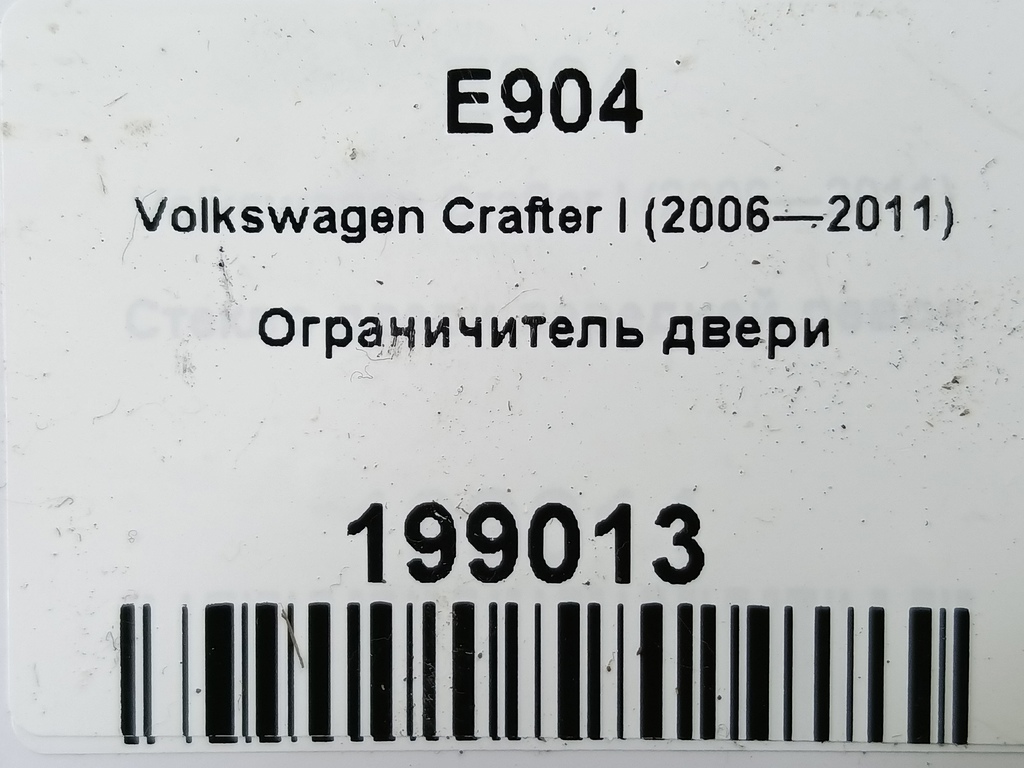 E904
Volkswagen Crafter I (2006—2011)
Ограничитель двери
199013